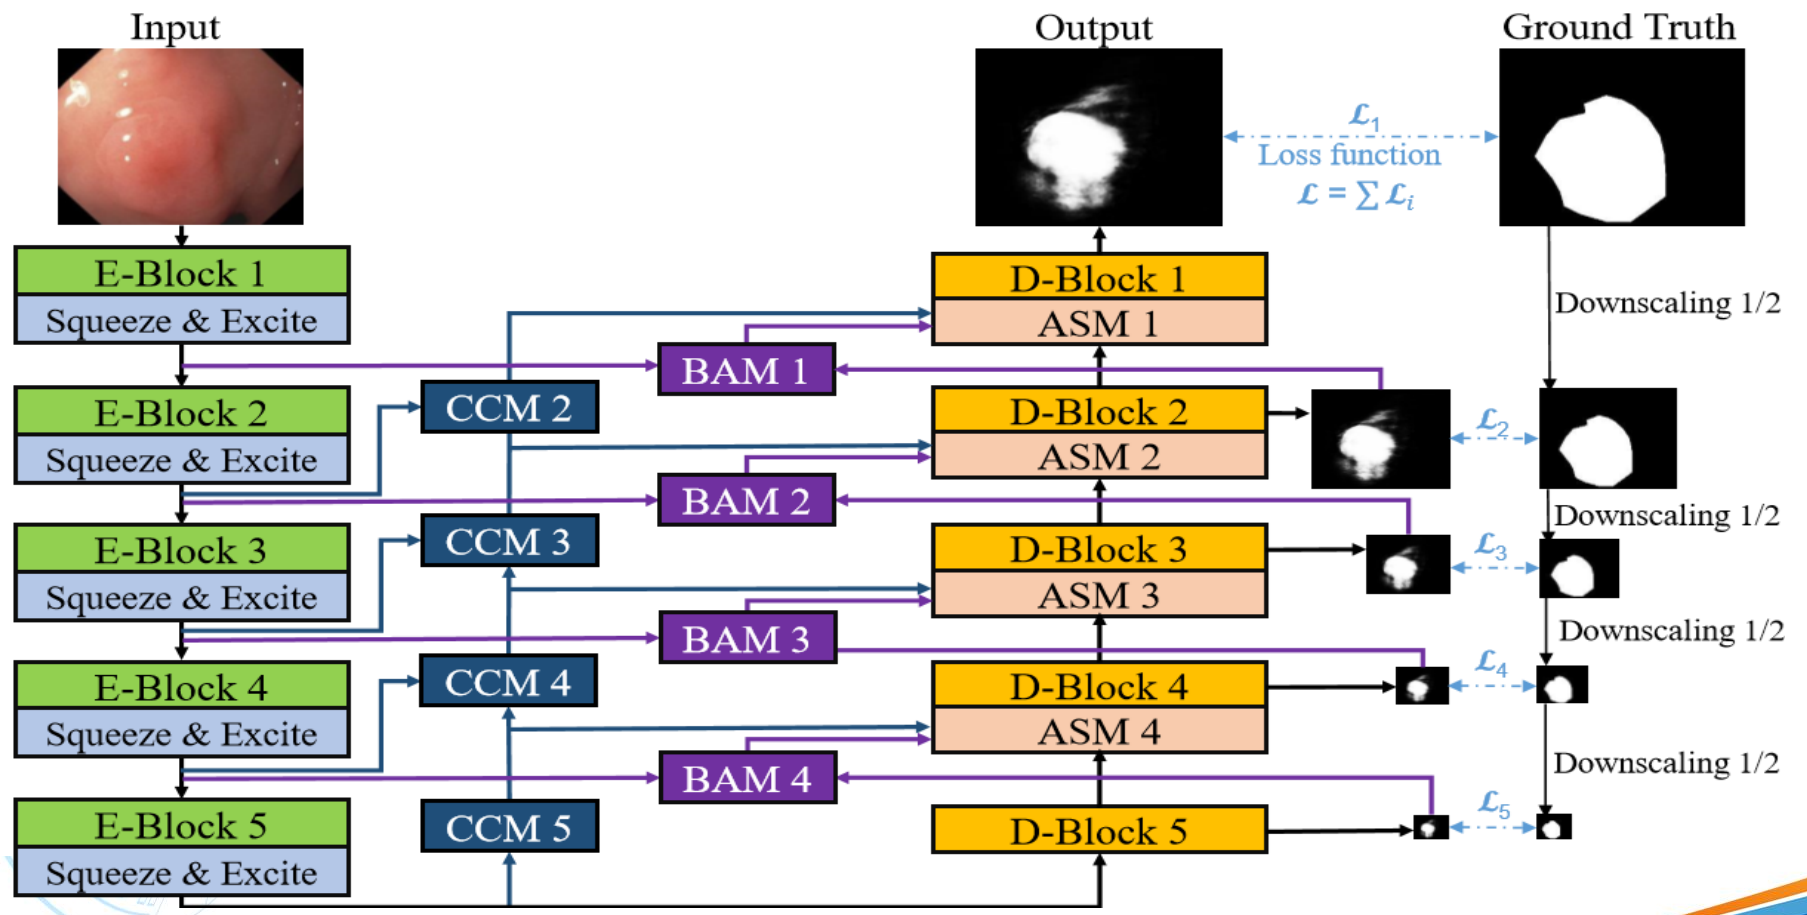 Input
Output
Ground Truth
ℒ₁
Loss function
ℒ = ∑ ℒᵢ
E-Block 1
Squeeze & Excite
D-Block 1
ASM 1
Downscaling 1/2
BAM 1
E-Block 2
Squeeze & Excite
CCM 2
D-Block 2
ASM 2
ℒ₂
BAM 2
Downscaling 1/2
E-Block 3
Squeeze & Excite
CCM 3
D-Block 3
ASM 3
ℒ₃
BAM 3
Downscaling 1/2
E-Block 4
Squeeze & Excite
CCM 4
D-Block 4
ASM 4
ℒ₄
BAM 4
Downscaling 1/2
E-Block 5
Squeeze & Excite
CCM 5
D-Block 5
ℒ₅